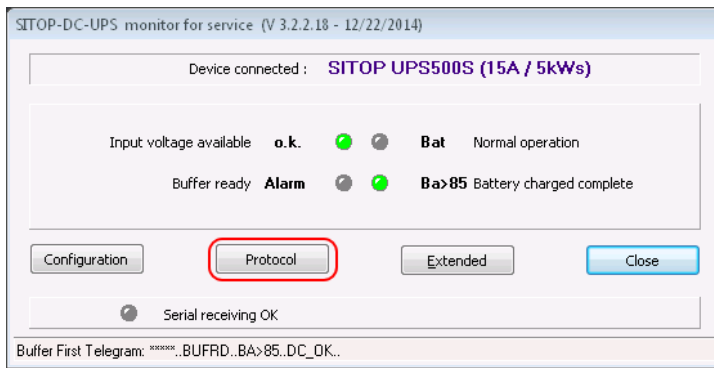 SITOP-DC-UPS monitor for service (V 3.2.2.18 - 12/22/2014)
Device connected : SITOP UPS500S (15A / 5kWs)
Input voltage available o.k. Bat Normal operation
Buffer ready Alarm Ba>85 Battery charged complete
Configuration Protocol Extended Close
Serial receiving OK
Buffer First Telegram: *****..BUFRD..BA>85..DC_OK..